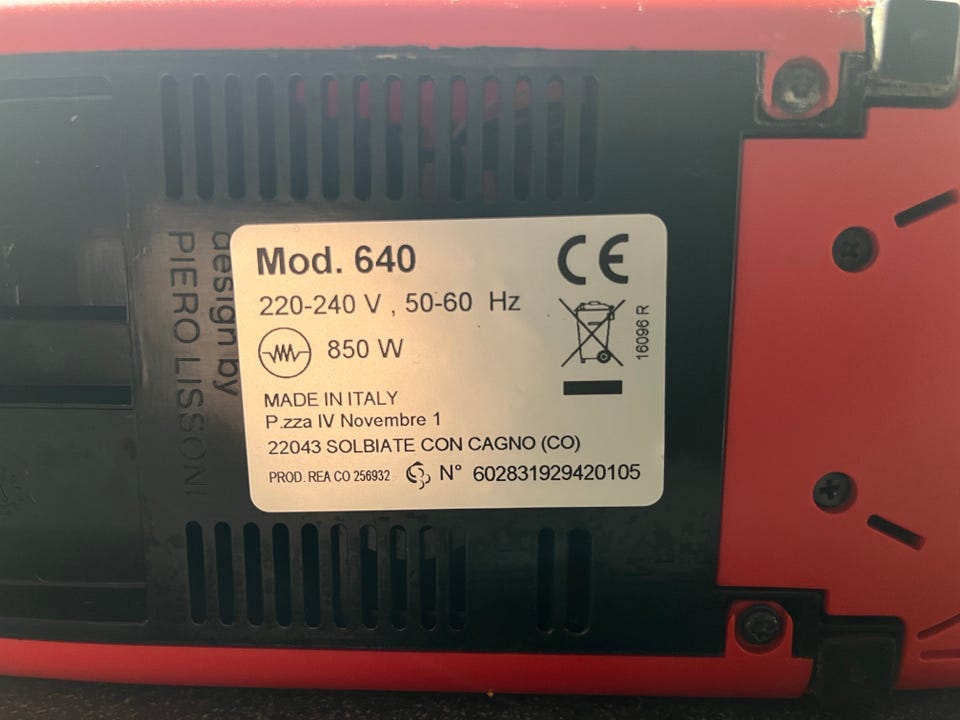 Mod. 640
CE
220-240 V , 50-60 Hz
850 W
16096 R
MADE IN ITALY
P.zza IV Novembre 1
22043 SOLBIATE CON CAGNO (CO)
PROD. REA CO 256932 N° 602831929420105
design by
PIERO LISSONI